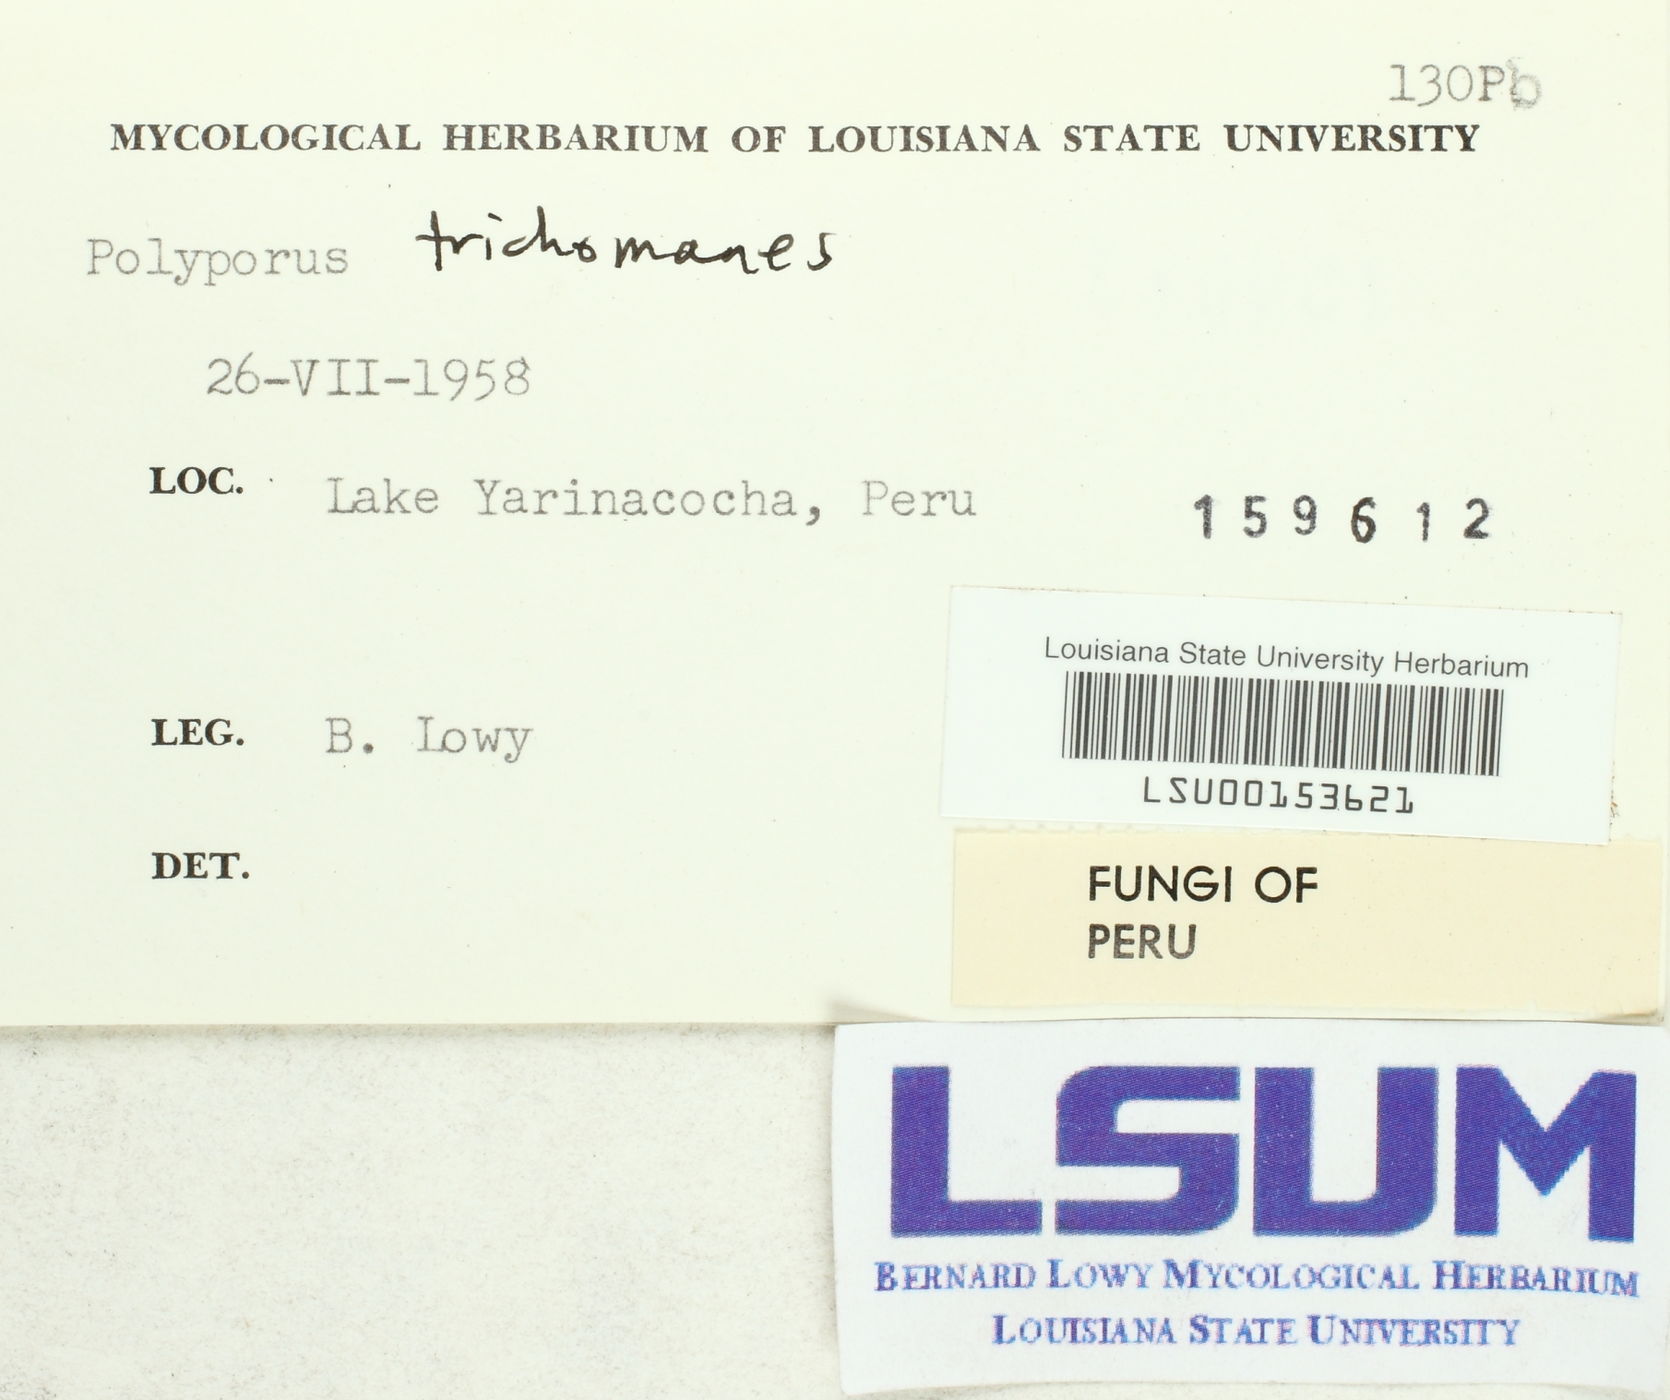 130Pb
MYCOLOGICAL HERBARIUM OF LOUISIANA STATE UNIVERSITY
Polyporus trichomanes
26-VII-1958
LOC. Lake Yarinacocha, Peru
159612
Louisiana State University Herbarium
LSU00153621
LEG. B. Lowy
DET.
FUNGI OF
PERU
LSUM
BERNARD LOWY MYCOLOGICAL HERBARIUM
LOUISIANA STATE UNIVERSITY